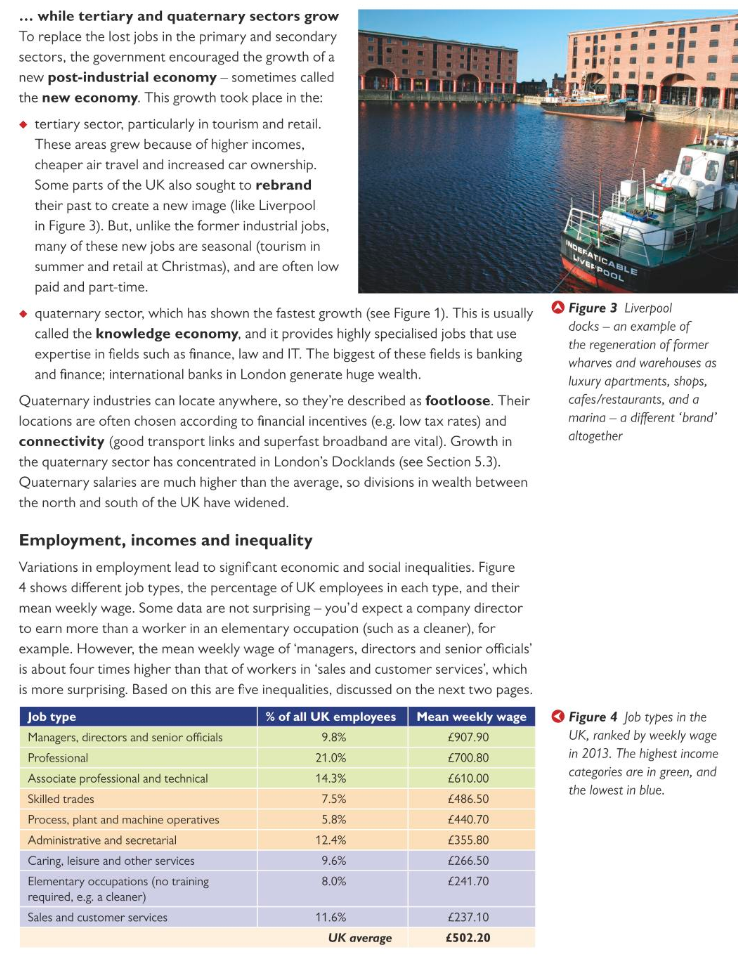 … while tertiary and quaternary sectors grow
To replace the lost jobs in the primary and secondary
sectors, the government encouraged the growth of a
new post-industrial economy – sometimes called
the new economy. This growth took place in the:
◆ tertiary sector, particularly in tourism and retail.
These areas grew because of higher incomes,
cheaper air travel and increased car ownership.
Some parts of the UK also sought to rebrand
their past to create a new image (like Liverpool
in Figure 3). But, unlike the former industrial jobs,
many of these new jobs are seasonal (tourism in
summer and retail at Christmas), and are often low
paid and part-time.
◆ quaternary sector, which has shown the fastest growth (see Figure 1). This is usually
called the knowledge economy, and it provides highly specialised jobs that use
expertise in fields such as finance, law and IT. The biggest of these fields is banking
and finance; international banks in London generate huge wealth.
Quaternary industries can locate anywhere, so they're described as footloose. Their
locations are often chosen according to financial incentives (e.g. low tax rates) and
connectivity (good transport links and superfast broadband are vital). Growth in
the quaternary sector has concentrated in London's Docklands (see Section 5.3).
Quaternary salaries are much higher than the average, so divisions in wealth between
the north and south of the UK have widened.
INDEFATICABLE
LIVERPOOL
Figure 3 Liverpool
docks – an example of
the regeneration of former
wharves and warehouses as
luxury apartments, shops,
cafes/restaurants, and a
marina – a different 'brand'
altogether
Employment, incomes and inequality
Variations in employment lead to significant economic and social inequalities. Figure
4 shows different job types, the percentage of UK employees in each type, and their
mean weekly wage. Some data are not surprising – you'd expect a company director
to earn more than a worker in an elementary occupation (such as a cleaner), for
example. However, the mean weekly wage of 'managers, directors and senior officials'
is about four times higher than that of workers in 'sales and customer services', which
is more surprising. Based on this are five inequalities, discussed on the next two pages.
Job type % of all UK employees Mean weekly wage
Managers, directors and senior officials 9.8% £907.90
Professional 21.0% £700.80
Associate professional and technical 14.3% £610.00
Skilled trades 7.5% £486.50
Process, plant and machine operatives 5.8% £440.70
Administrative and secretarial 12.4% £355.80
Caring, leisure and other services 9.6% £266.50
Elementary occupations (no training 8.0% £241.70
required, e.g. a cleaner)
Sales and customer services 11.6% £237.10
UK average £502.20
Figure 4 Job types in the
UK, ranked by weekly wage
in 2013. The highest income
categories are in green, and
the lowest in blue.